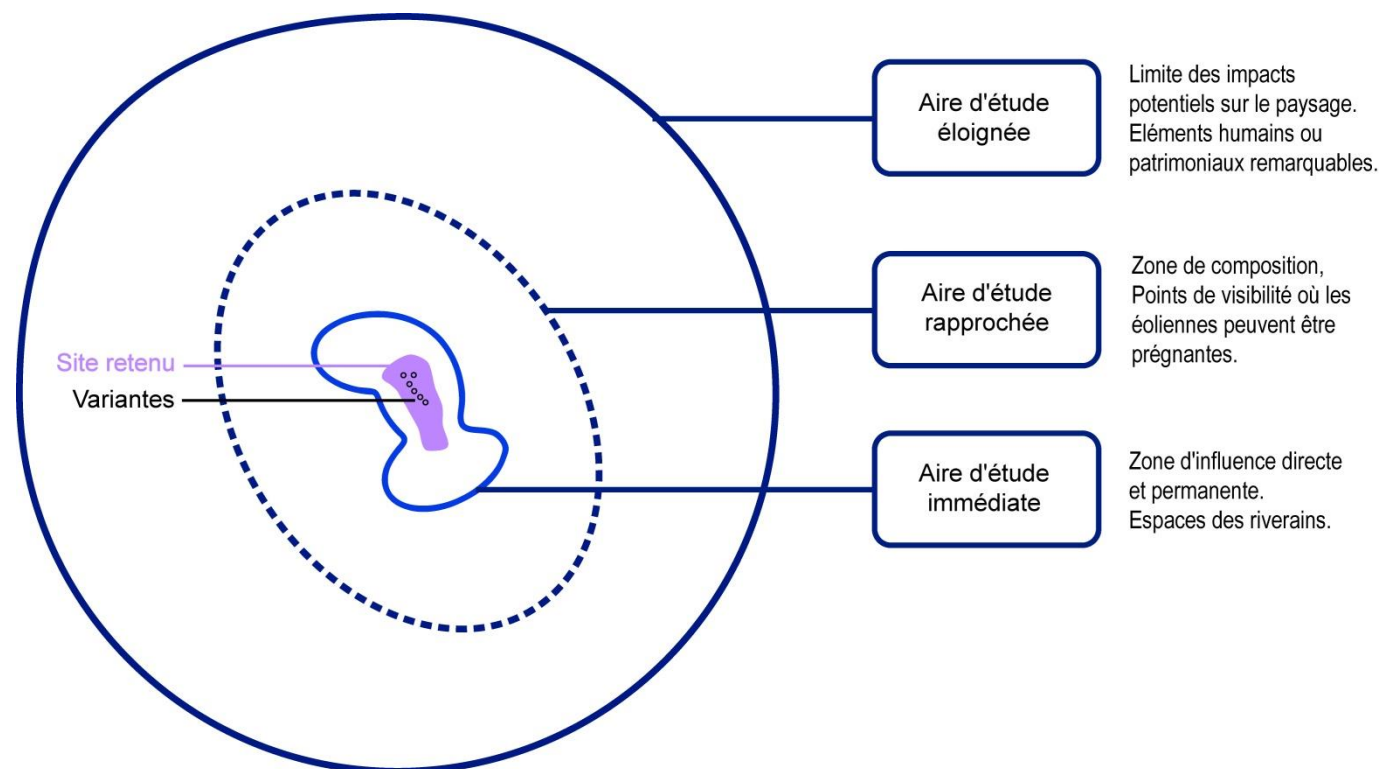 Aire d'étude
éloignée
Limite des impacts
potentiels sur le paysage.
Eléments humains ou
patrimoniaux remarquables.
Aire d'étude
rapprochée
Zone de composition,
Points de visibilité où les
éoliennes peuvent être
prégnantes.
Site retenu
Variantes
Aire d'étude
immédiate
Zone d'influence directe
et permanente.
Espaces des riverains.